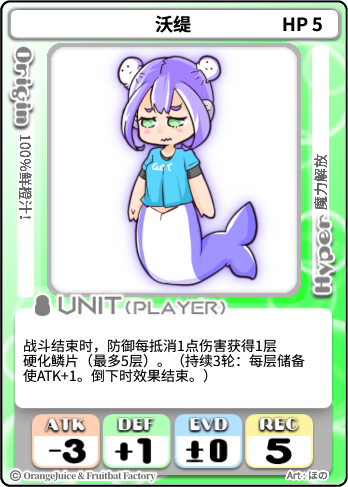 沃缇
HP 5
Origin
100%鲜橙汁!
Hyper
魔力解放
UNIT (PLAYER)
战斗结束时，防御每抵消1点伤害获得1层
硬化鳞片（最多5层）。（持续3轮：每层储备
使ATK+1。倒下时效果结束。）
ATK DEF EVD REC
-3 +1 ±0 5
© OrangeJuice & Fruitbat Factory
Art : ほの